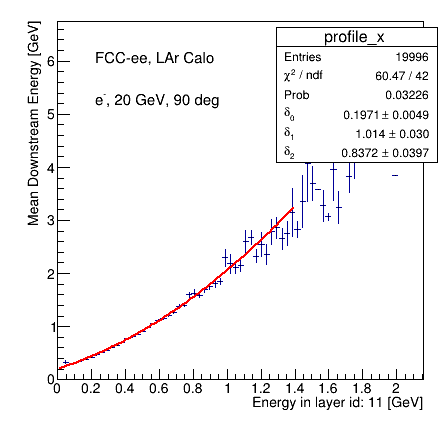 profile_x
Entries 19996
χ² / ndf 60.47 / 42
Prob 0.03226
δ₀ 0.1971 ± 0.0049
δ₁ 1.014 ± 0.030
δ₂ 0.8372 ± 0.0397
FCC-ee, LAr Calo
e⁻, 20 GeV, 90 deg
Mean Downstream Energy [GeV]
6
5
4
3
2
1
0
0 0.2 0.4 0.6 0.8 1 1.2 1.4 1.6 1.8 2
Energy in layer id: 11 [GeV]